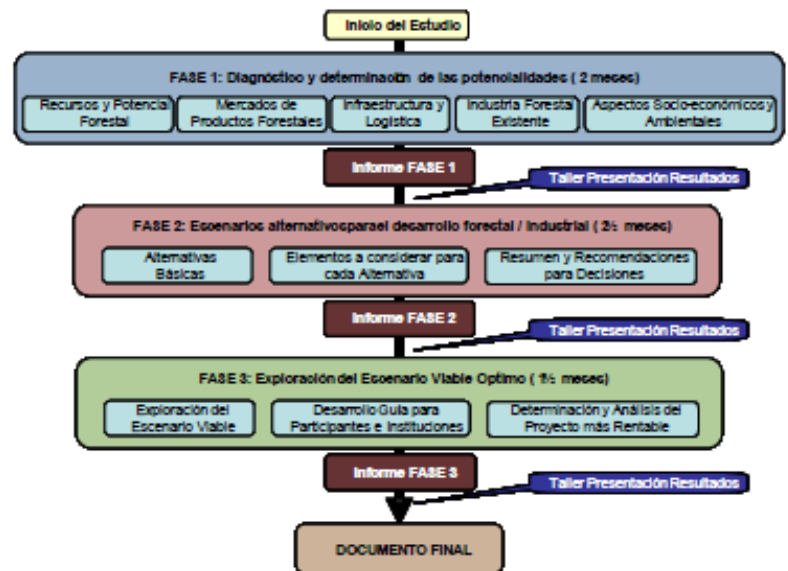 Inicio del Estudio
FASE 1: Diagnóstico y determinación de las potencialidades ( 2 meses)
Recursos y Potencial
Forestal
Mercados de
Productos Forestales
Infraestructura y
Logística
Industria Forestal
Existente
Aspectos Socio-económicos y
Ambientales
Informe FASE 1
Taller Presentación Resultados
FASE 2: Escenarios alternativosparael desarrollo forestal / Industrial ( 2½ meses)
Alternativas
Básicas
Elementos a considerar para
cada Alternativa
Resumen y Recomendaciones
para Decisiones
Informe FASE 2
Taller Presentación Resultados
FASE 3: Exploración del Escenario Viable Optimo ( 1½ meses)
Exploración del
Escenario Viable
Desarrollo Guía para
Participantes e Instituciones
Determinación y Análisis del
Proyecto más Rentable
Informe FASE 3
Taller Presentación Resultados
DOCUMENTO FINAL